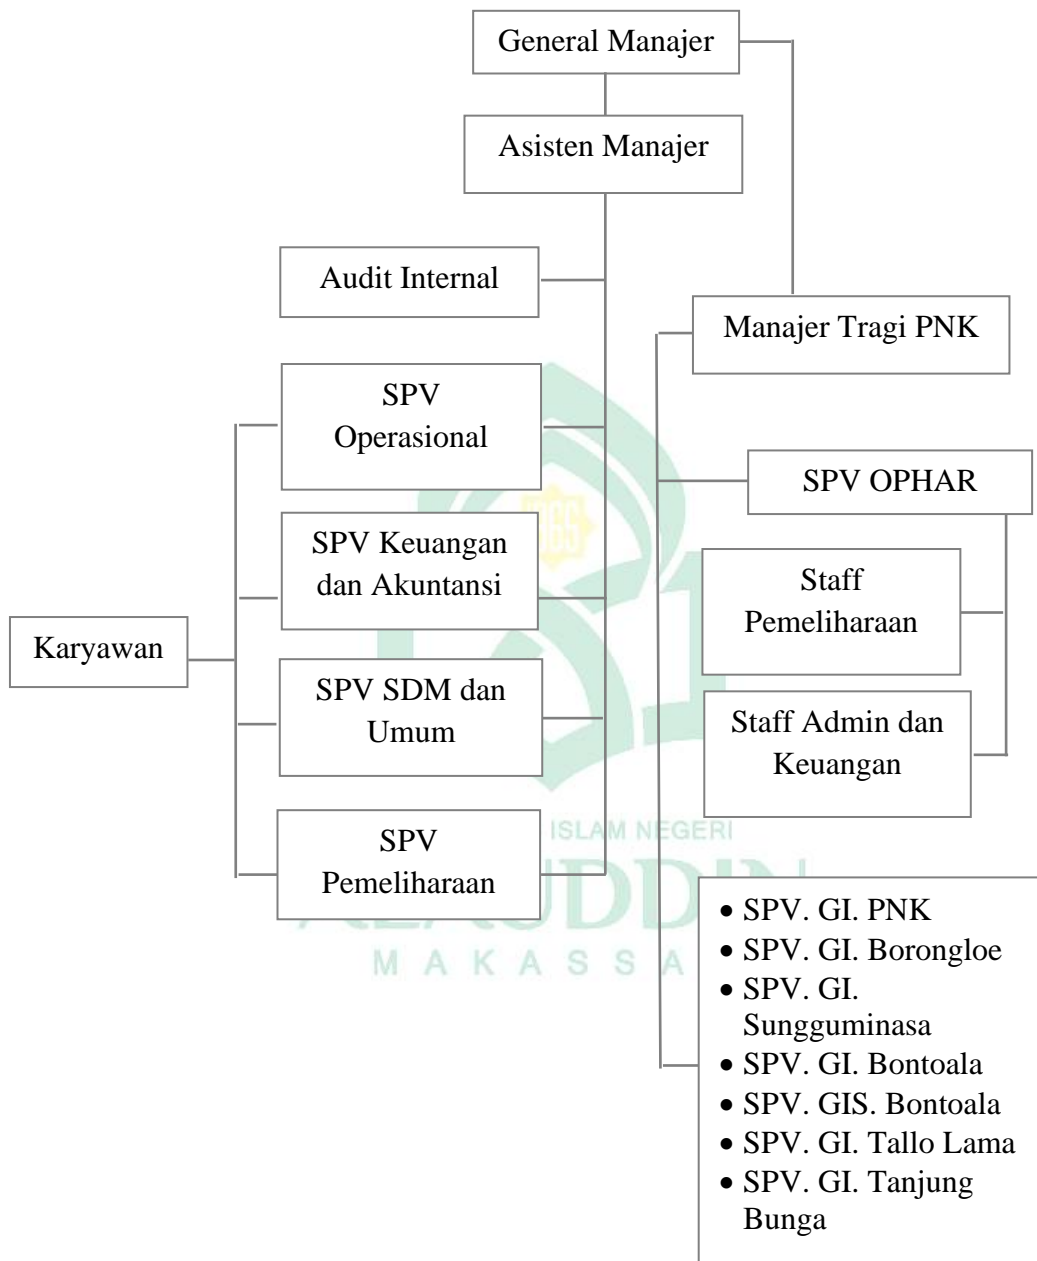 General Manajer
Asisten Manajer
Audit Internal
Manajer Tragi PNK
SPV
Operasional
SPV OPHAR
SPV Keuangan
dan Akuntansi
Staff
Pemeliharaan
Karyawan
SPV SDM dan
Umum
Staff Admin dan
Keuangan
SPV
Pemeliharaan
ISLAM NEGERI
MAKASSA
• SPV. GI. PNK
• SPV. GI. Borongloe
• SPV. GI.
Sungguminasa
• SPV. GI. Bontoala
• SPV. GIS. Bontoala
• SPV. GI. Tallo Lama
• SPV. GI. Tanjung
Bunga